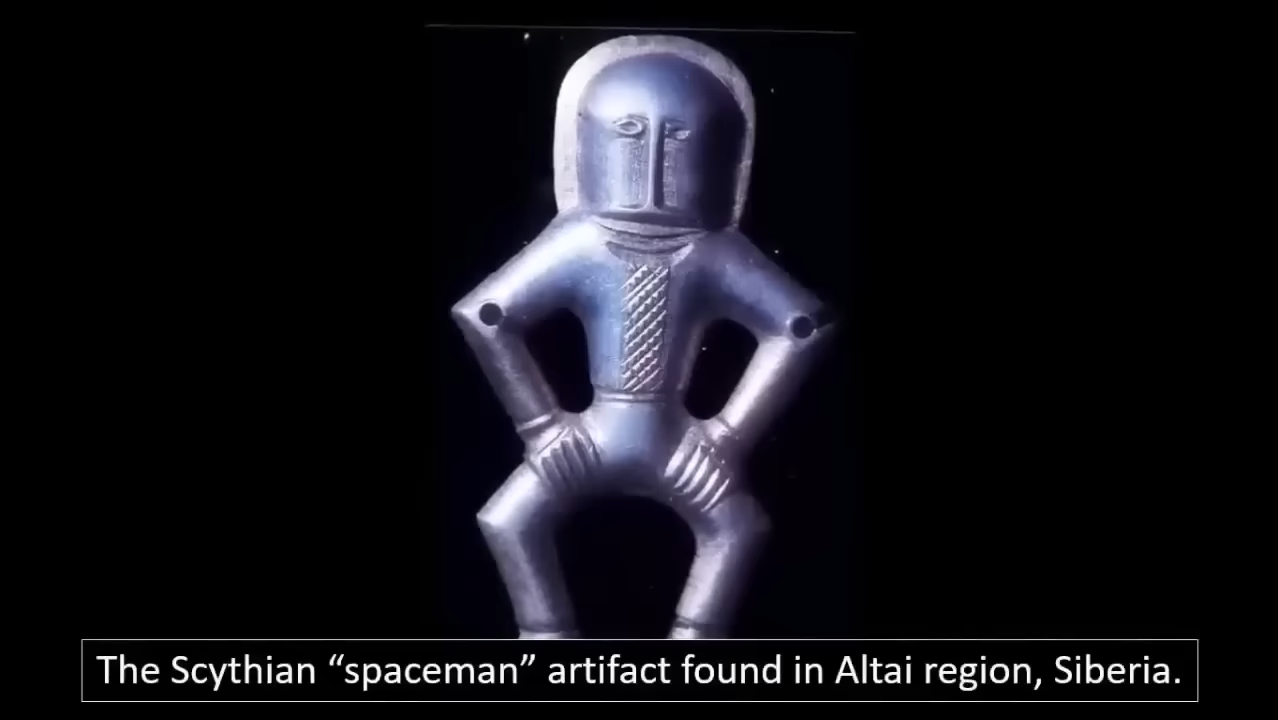 The Scythian “spaceman” artifact found in Altai region, Siberia.